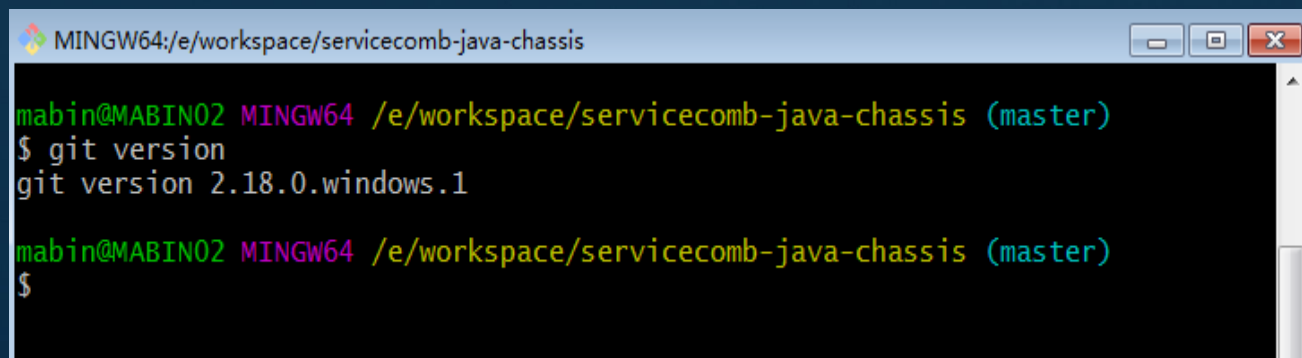 MINGW64:/e/workspace/servicecomb-java-chassis
mabin@MABIN02 MINGW64 /e/workspace/servicecomb-java-chassis (master)
$ git version
git version 2.18.0.windows.1
mabin@MABIN02 MINGW64 /e/workspace/servicecomb-java-chassis (master)
$